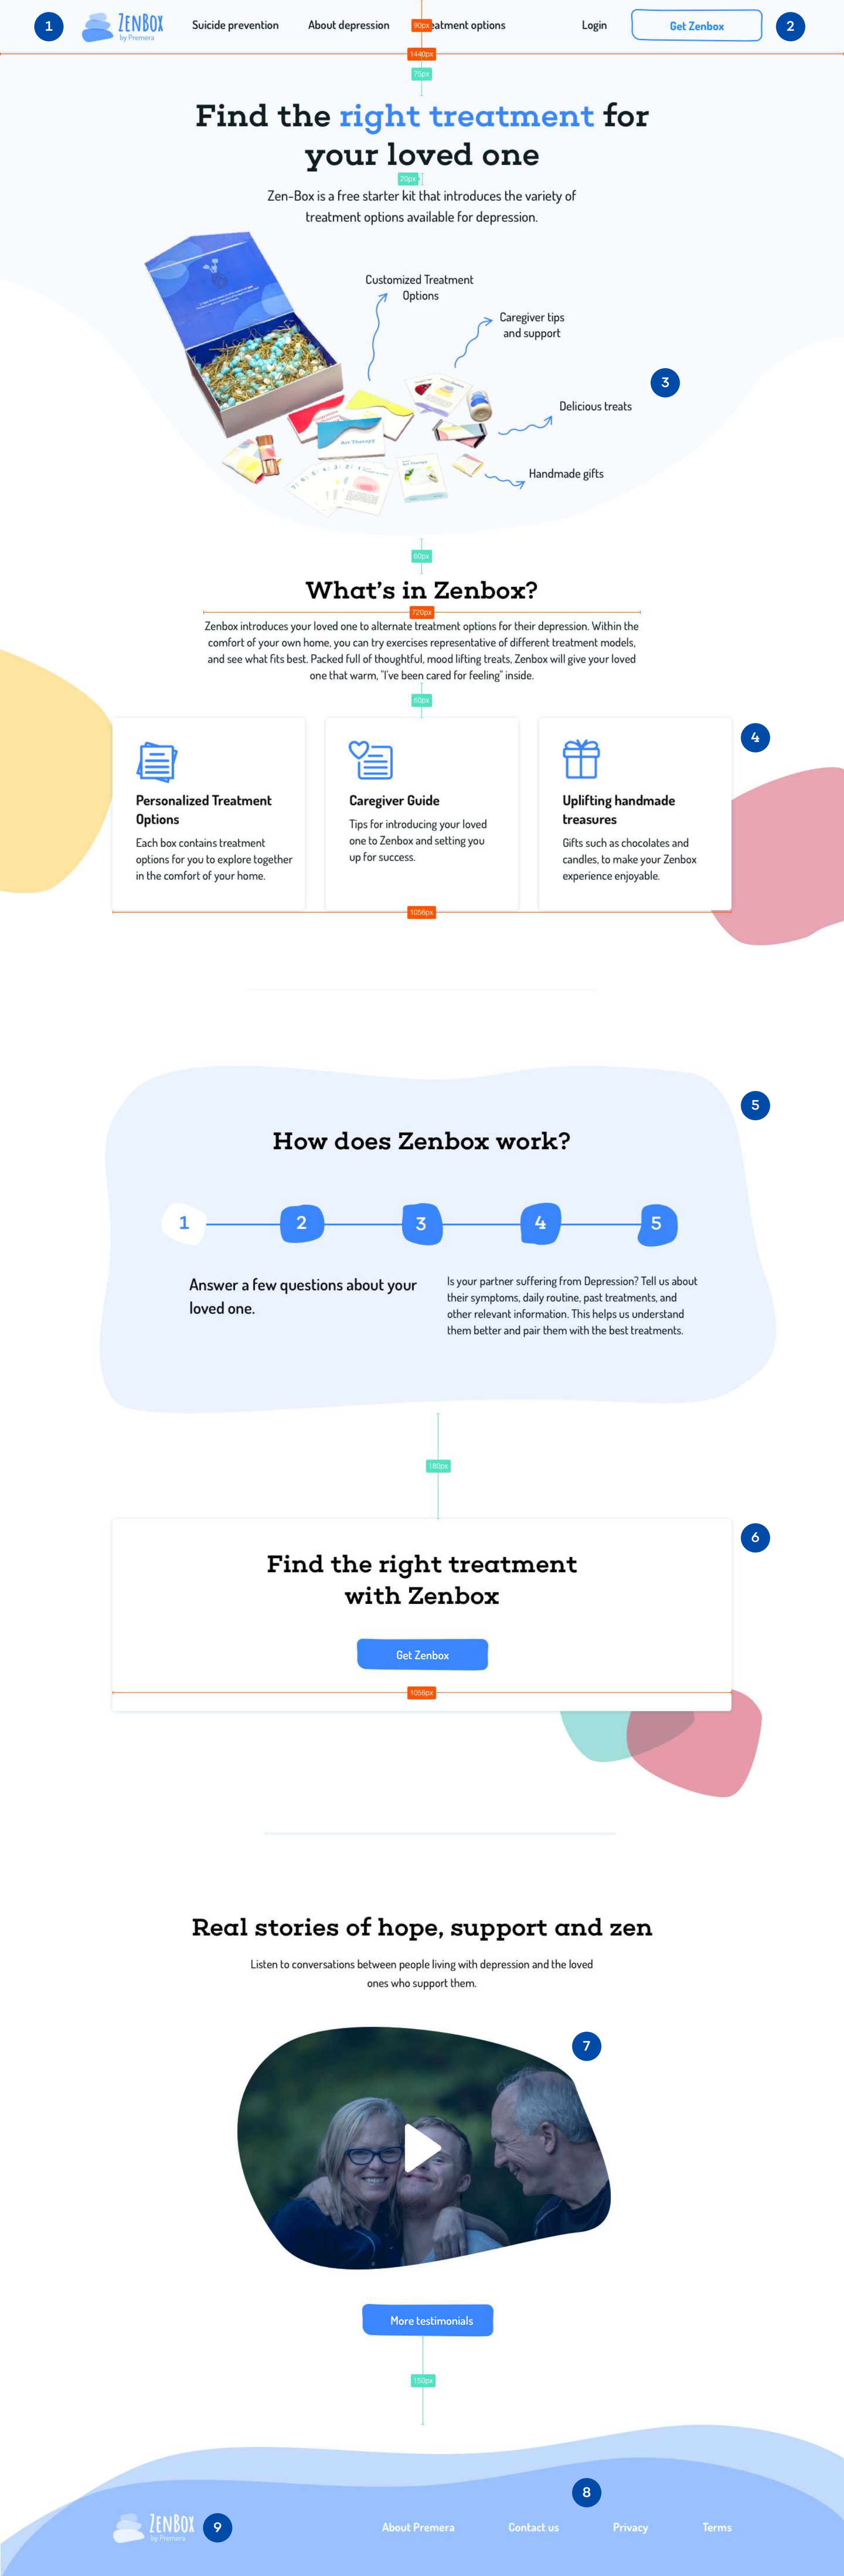 1
ZENBOX
by Premera
Suicide prevention
About depression
90px
eatment options
Login
Get Zenbox
2
1440px
75px
Find the right treatment for
your loved one
20px
Zen-Box is a free starter kit that introduces the variety of
treatment options available for depression.
Customized Treatment
Options
Caregiver tips
and support
3
Delicious treats
Art Therapy
Handmade gifts
60px
What's in Zenbox?
720px
Zenbox introduces your loved one to alternate treatment options for their depression. Within the
comfort of your own home, you can try exercises representative of different treatment models,
and see what fits best. Packed full of thoughtful, mood lifting treats, Zenbox will give your loved
one that warm, "I've been cared for feeling" inside.
60px
4
Personalized Treatment
Options
Each box contains treatment
options for you to explore together
in the comfort of your home.
Caregiver Guide
Tips for introducing your loved
one to Zenbox and setting you
up for success.
Uplifting handmade
treasures
Gifts such as chocolates and
candles, to make your Zenbox
experience enjoyable.
1056px
5
How does Zenbox work?
1
2
3
4
5
Answer a few questions about your
loved one.
Is your partner suffering from Depression? Tell us about
their symptoms, daily routine, past treatments, and
other relevant information. This helps us understand
them better and pair them with the best treatments.
180px
6
Find the right treatment
with Zenbox
Get Zenbox
1056px
Real stories of hope, support and zen
Listen to conversations between people living with depression and the loved
ones who support them.
7
More testimonials
150px
8
ZENBOX
by Premera
9
About Premera
Contact us
Privacy
Terms